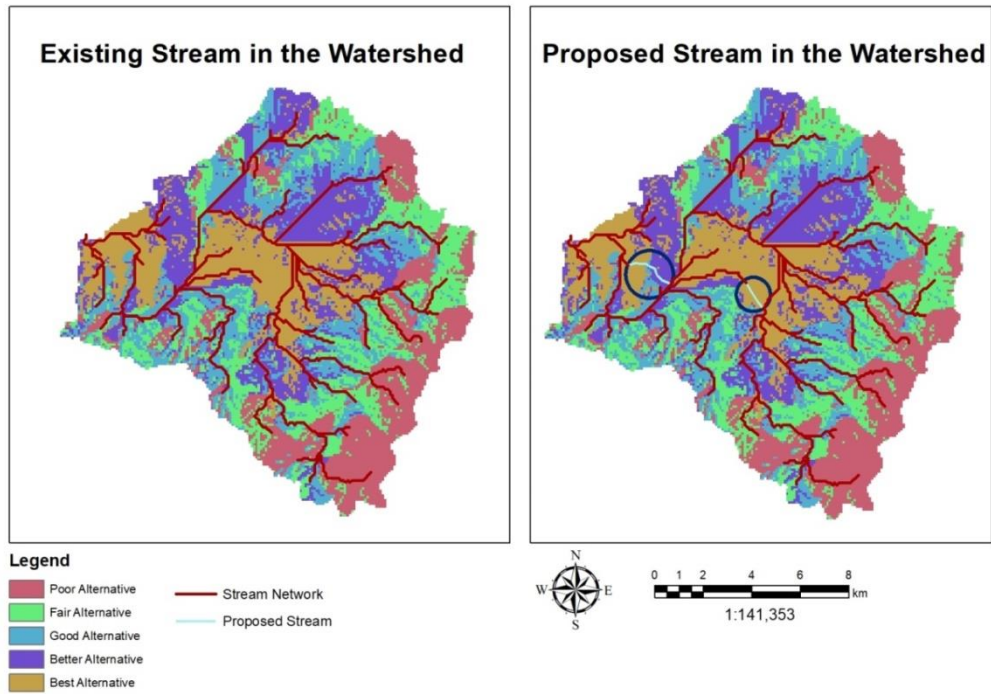 Existing Stream in the Watershed
Proposed Stream in the Watershed
Legend
Poor Alternative
Fair Alternative
Good Alternative
Better Alternative
Best Alternative
Stream Network
Proposed Stream
N
W E
S
0 1 2 4 6 8
km
1:141,353